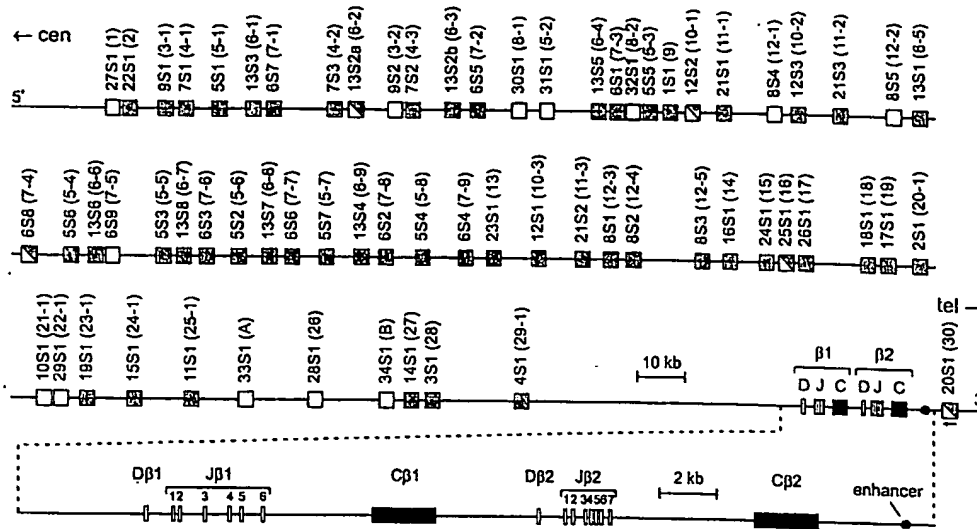 ← cen
27S1 (1)
22S1 (2)
9S1 (3-1)
7S1 (4-1)
5S1 (5-1)
13S3 (6-1)
6S7 (7-1)
7S3 (4-2)
13S2a (6-2)
9S2 (3-2)
7S2 (4-3)
13S2b (6-3)
6S5 (7-2)
30S1 (8-1)
31S1 (5-2)
13S5 (6-4)
6S1 (7-3)
32S1 (8-2)
5S5 (5-3)
1S1 (9)
12S2 (10-1)
21S1 (11-1)
8S4 (12-1)
12S3 (10-2)
21S3 (11-2)
8S5 (12-2)
13S1 (6-5)
5'
6S8 (7-4)
5S6 (5-4)
13S6 (6-6)
6S9 (7-5)
5S3 (5-5)
13S8 (6-7)
6S3 (7-6)
5S2 (5-6)
13S7 (6-8)
6S6 (7-7)
5S7 (5-7)
13S4 (6-9)
6S2 (7-8)
5S4 (5-8)
6S4 (7-9)
23S1 (13)
12S1 (10-3)
21S2 (11-3)
8S1 (12-3)
8S2 (12-4)
8S3 (12-5)
16S1 (14)
24S1 (15)
25S1 (16)
26S1 (17)
18S1 (18)
17S1 (19)
2S1 (20-1)
tel
10S1 (21-1)
29S1 (22-1)
19S1 (23-1)
15S1 (24-1)
11S1 (25-1)
33S1 (A)
28S1 (26)
34S1 (B)
14S1 (27)
3S1 (28)
4S1 (29-1)
10 kb
β1
β2
D J C D J C
20S1 (30)
Dβ1
Jβ1
1 2 3 4 5 6
Cβ1
Dβ2
Jβ2
1 2 3 4 5 6 7
2 kb
Cβ2
enhancer